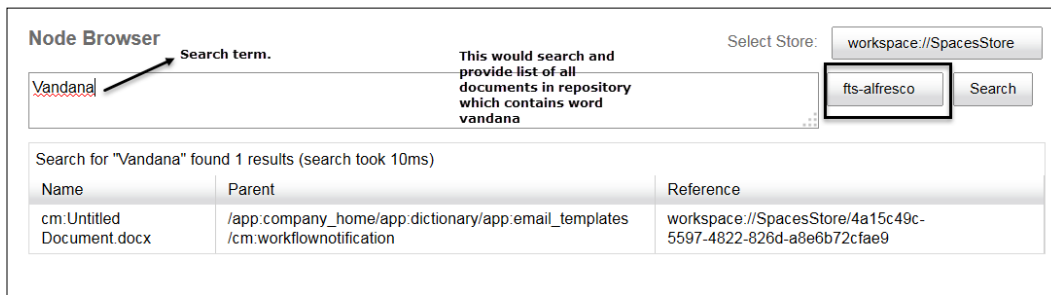 Node Browser
Search term.
This would search and
provide list of all
documents in repository
which contains word
vandana
Select Store:
workspace://SpacesStore
Vandana
fts-alfresco
Search
Search for "Vandana" found 1 results (search took 10ms)
Name Parent Reference
cm:Untitled /app:company_home/app:dictionary/app:email_templates workspace://SpacesStore/4a15c49c-
Document.docx /cm:workflownotification 5597-4822-826d-a8e6b72cfae9